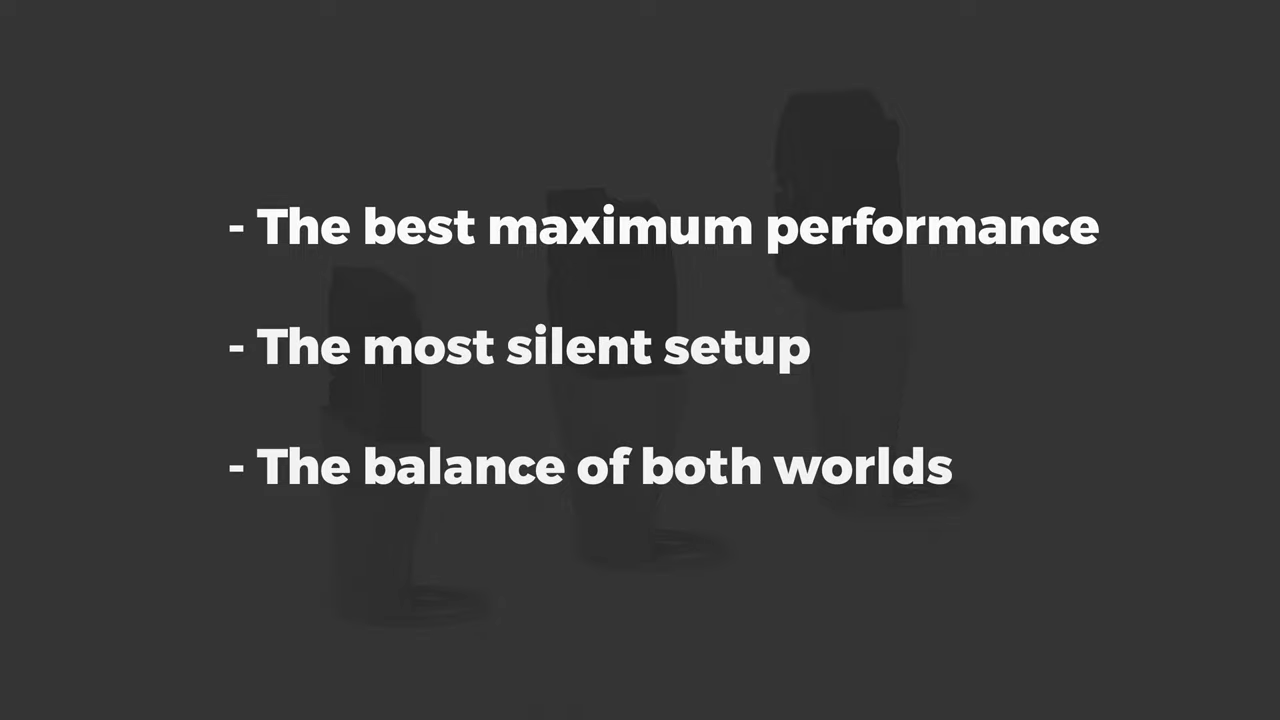 - The best maximum performance
- The most silent setup
- The balance of both worlds